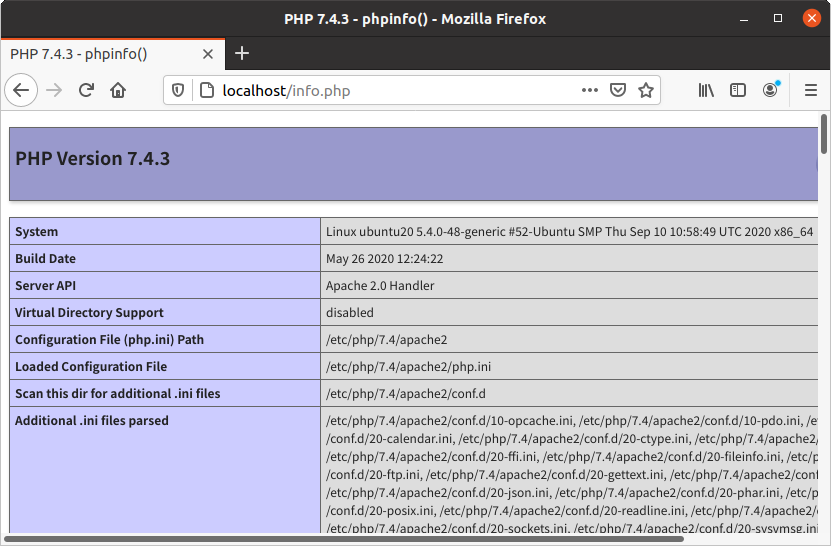 PHP 7.4.3 - phpinfo() - Mozilla Firefox
PHP 7.4.3 - phpinfo()
localhost/info.php
PHP Version 7.4.3
System Linux ubuntu20 5.4.0-48-generic #52-Ubuntu SMP Thu Sep 10 10:58:49 UTC 2020 x86_64
Build Date May 26 2020 12:24:22
Server API Apache 2.0 Handler
Virtual Directory Support disabled
Configuration File (php.ini) Path /etc/php/7.4/apache2
Loaded Configuration File /etc/php/7.4/apache2/php.ini
Scan this dir for additional .ini files /etc/php/7.4/apache2/conf.d
Additional .ini files parsed /etc/php/7.4/apache2/conf.d/10-opcache.ini, /etc/php/7.4/apache2/conf.d/10-pdo.ini, /e
/conf.d/20-calendar.ini, /etc/php/7.4/apache2/conf.d/20-ctype.ini, /etc/php/7.4/apache2
/etc/php/7.4/apache2/conf.d/20-ffi.ini, /etc/php/7.4/apache2/conf.d/20-fileinfo.ini, /etc/p
/conf.d/20-ftp.ini, /etc/php/7.4/apache2/conf.d/20-gettext.ini, /etc/php/7.4/apache2/conf
/etc/php/7.4/apache2/conf.d/20-json.ini, /etc/php/7.4/apache2/conf.d/20-phar.ini, /etc/p
/conf.d/20-posix.ini, /etc/php/7.4/apache2/conf.d/20-readline.ini, /etc/php/7.4/apache2/
/etc/php/7.4/apache2/conf.d/20-sockets.ini, /etc/php/7.4/apache2/conf.d/20-sysvmsg.ini